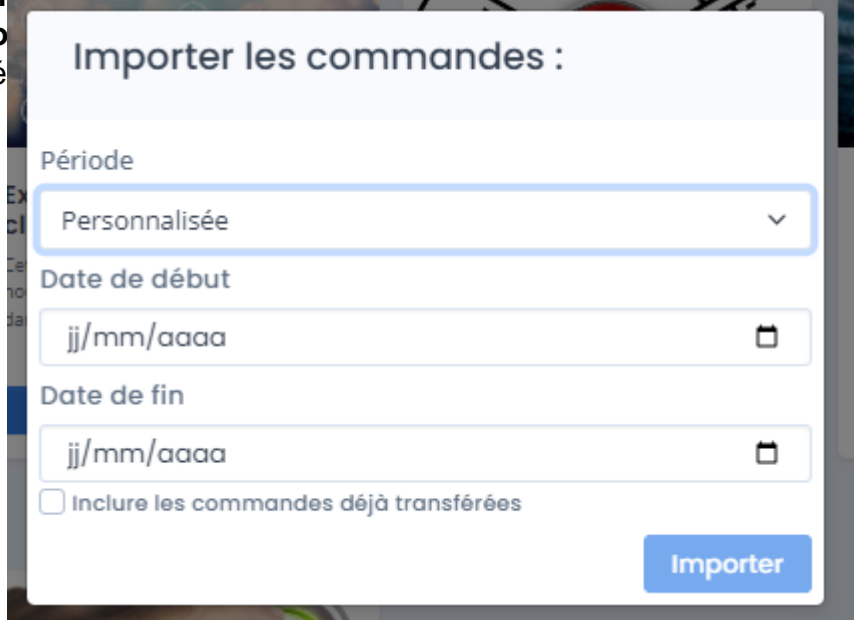 Importer les commandes :
Période
Personnalisée
Date de début
jj/mm/aaaa
Date de fin
jj/mm/aaaa
Inclure les commandes déjà transférées
Importer